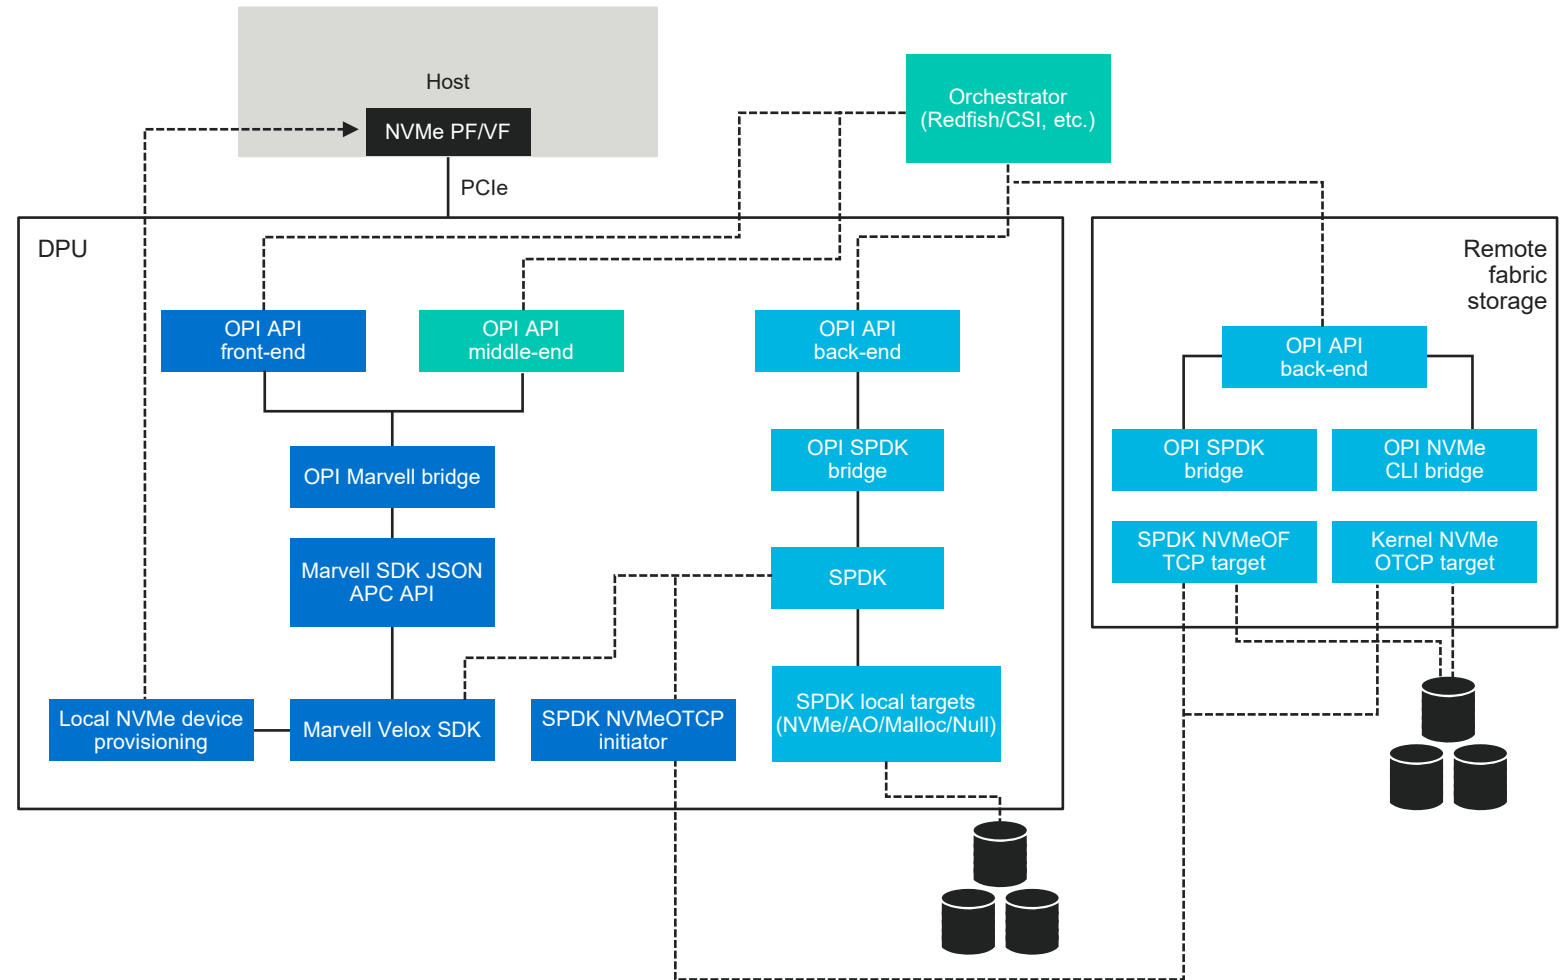 Host
NVMe PF/VF
PCIe
Orchestrator
(Redfish/CSI, etc.)
DPU
OPI API
front-end
OPI API
middle-end
OPI API
back-end
OPI Marvell bridge
OPI SPDK
bridge
Marvell SDK JSON
APC API
SPDK
Local NVMe device
provisioning
Marvell Velox SDK
SPDK NVMeOTCP
initiator
SPDK local targets
(NVMe/AO/Malloc/Null)
Remote
fabric
storage
OPI API
back-end
OPI SPDK
bridge
OPI NVMe
CLI bridge
SPDK NVMeOF
TCP target
Kernel NVMe
OTCP target